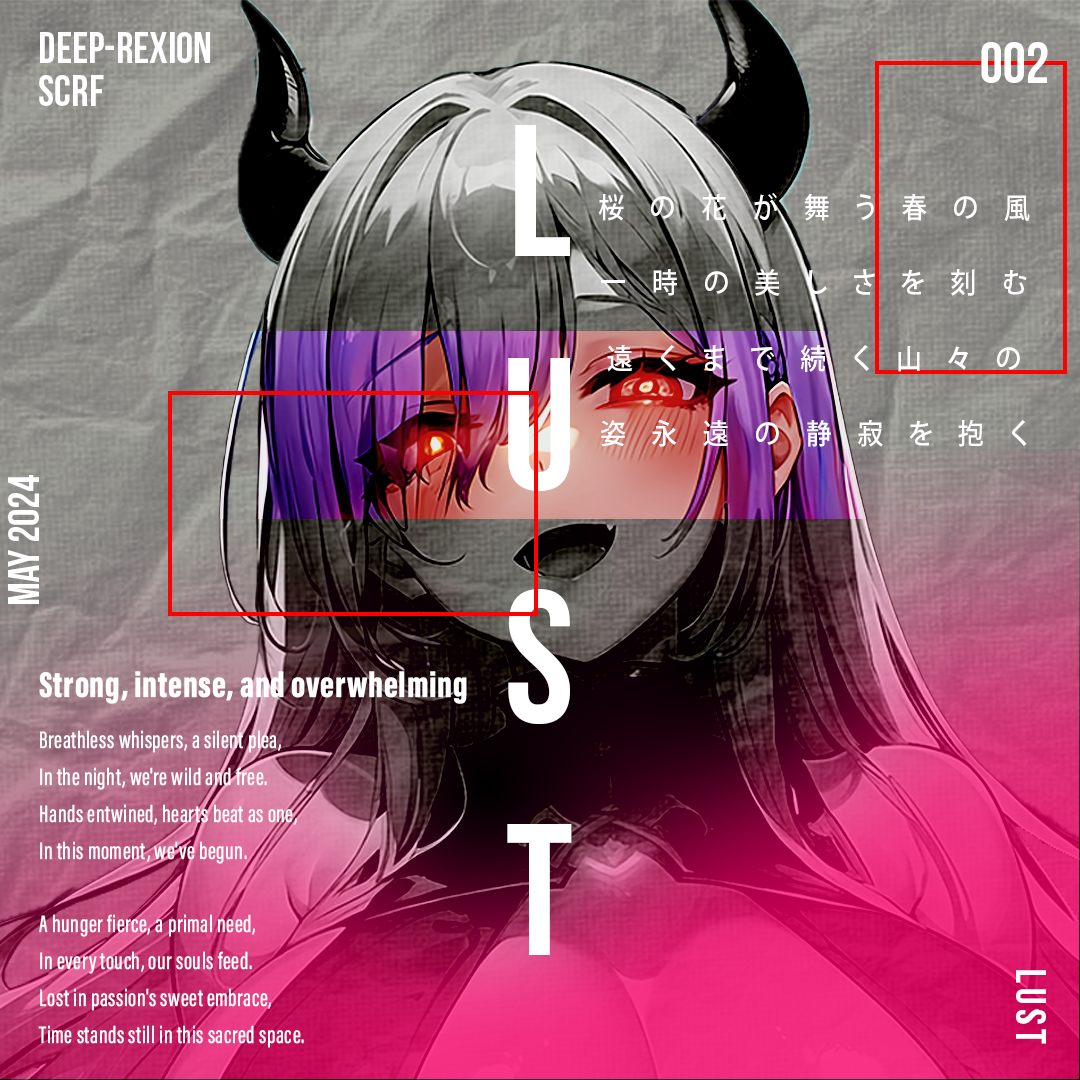 DEEP-REXION
SCRF
002
桜の花が舞う春の風
一時の美しさを刻む
遠くまで続く山々の
姿永遠の静寂を抱く
LUST
MAY 2024
Strong, intense, and overwhelming
Breathless whispers, a silent plea,
In the night, we're wild and free.
Hands entwined, hearts beat as one,
In this moment, we've begun.
A hunger fierce, a primal need,
In every touch, our souls feed.
Lost in passion's sweet embrace,
Time stands still in this sacred space.
LUST